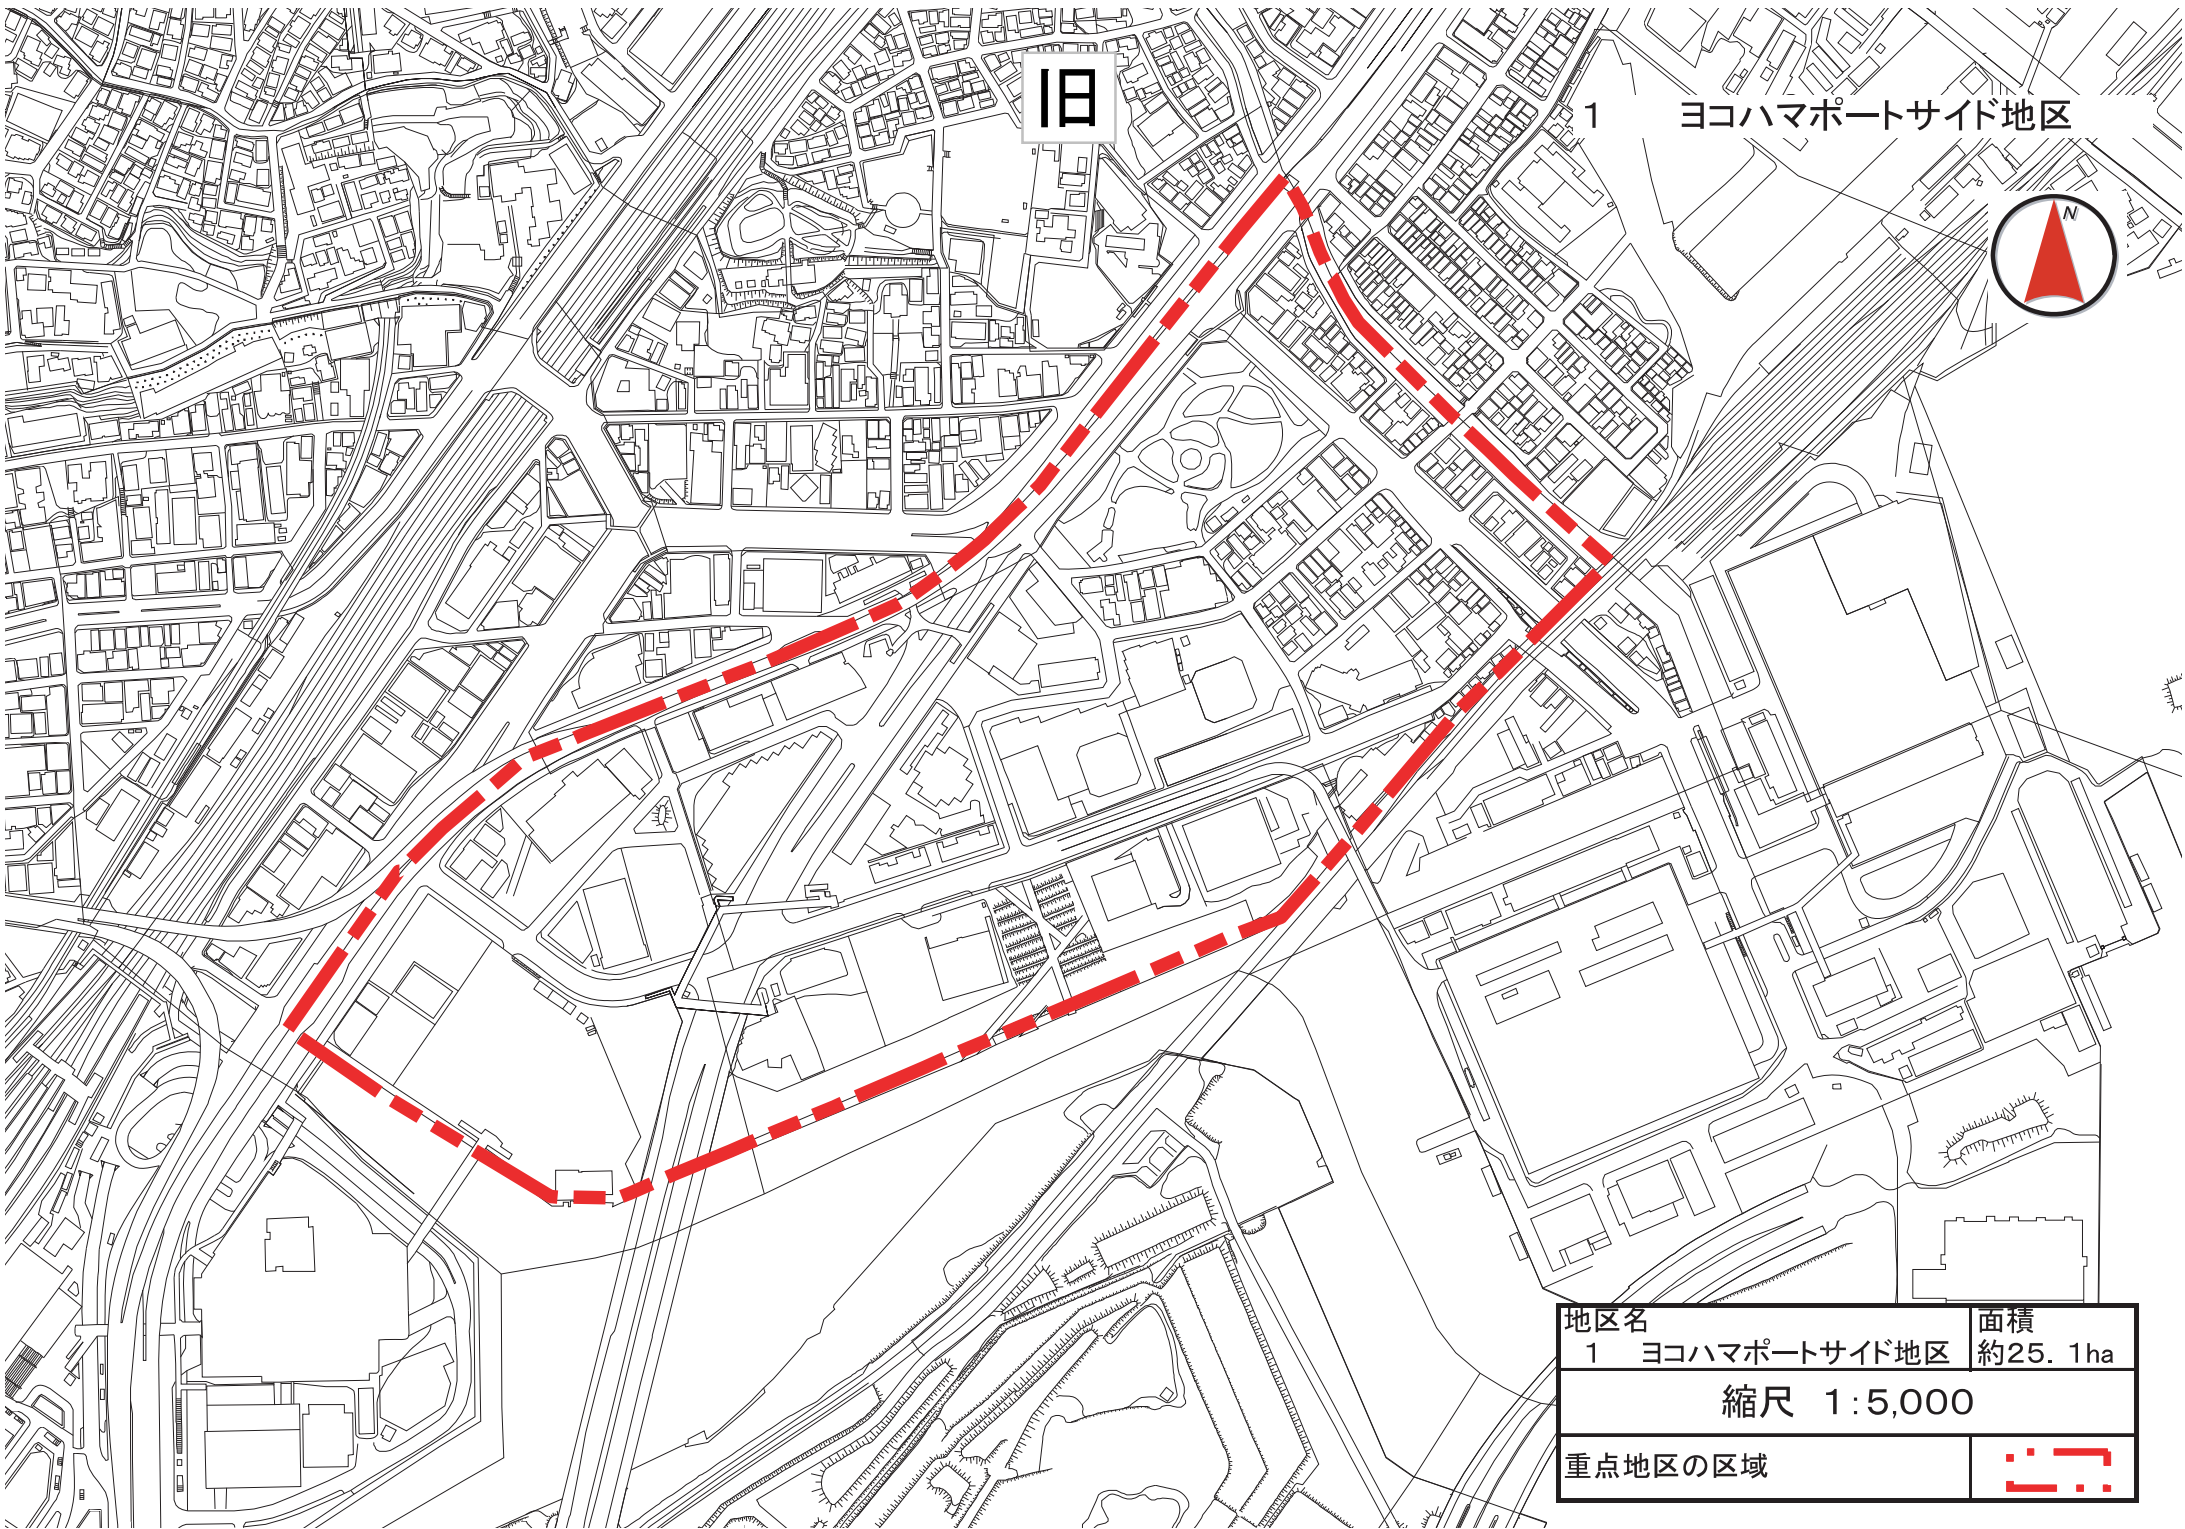 旧
1 ヨコハマポートサイド地区
N
地区名
1 ヨコハマポートサイド地区
面積
約25．1ha
縮尺 1：5,000
重点地区の区域